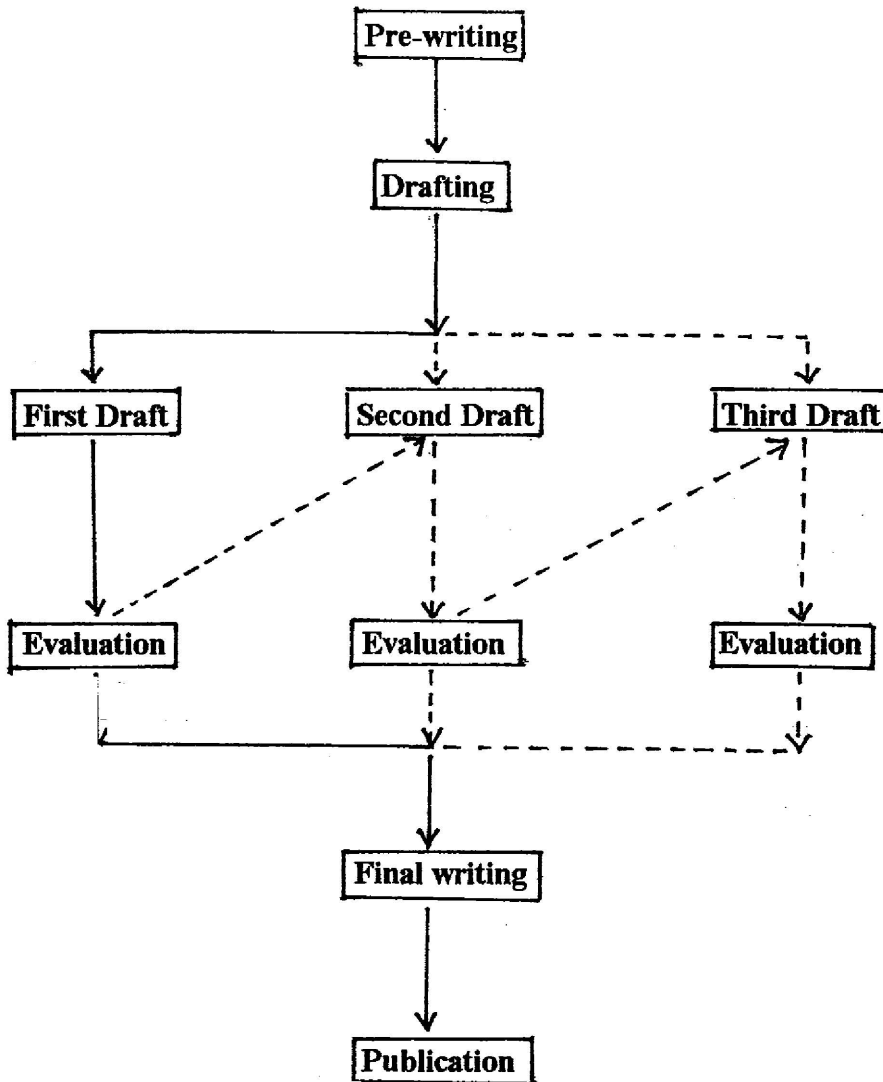 Pre-writing
Drafting
First Draft
Second Draft
Third Draft
Evaluation
Evaluation
Evaluation
Final writing
Publication